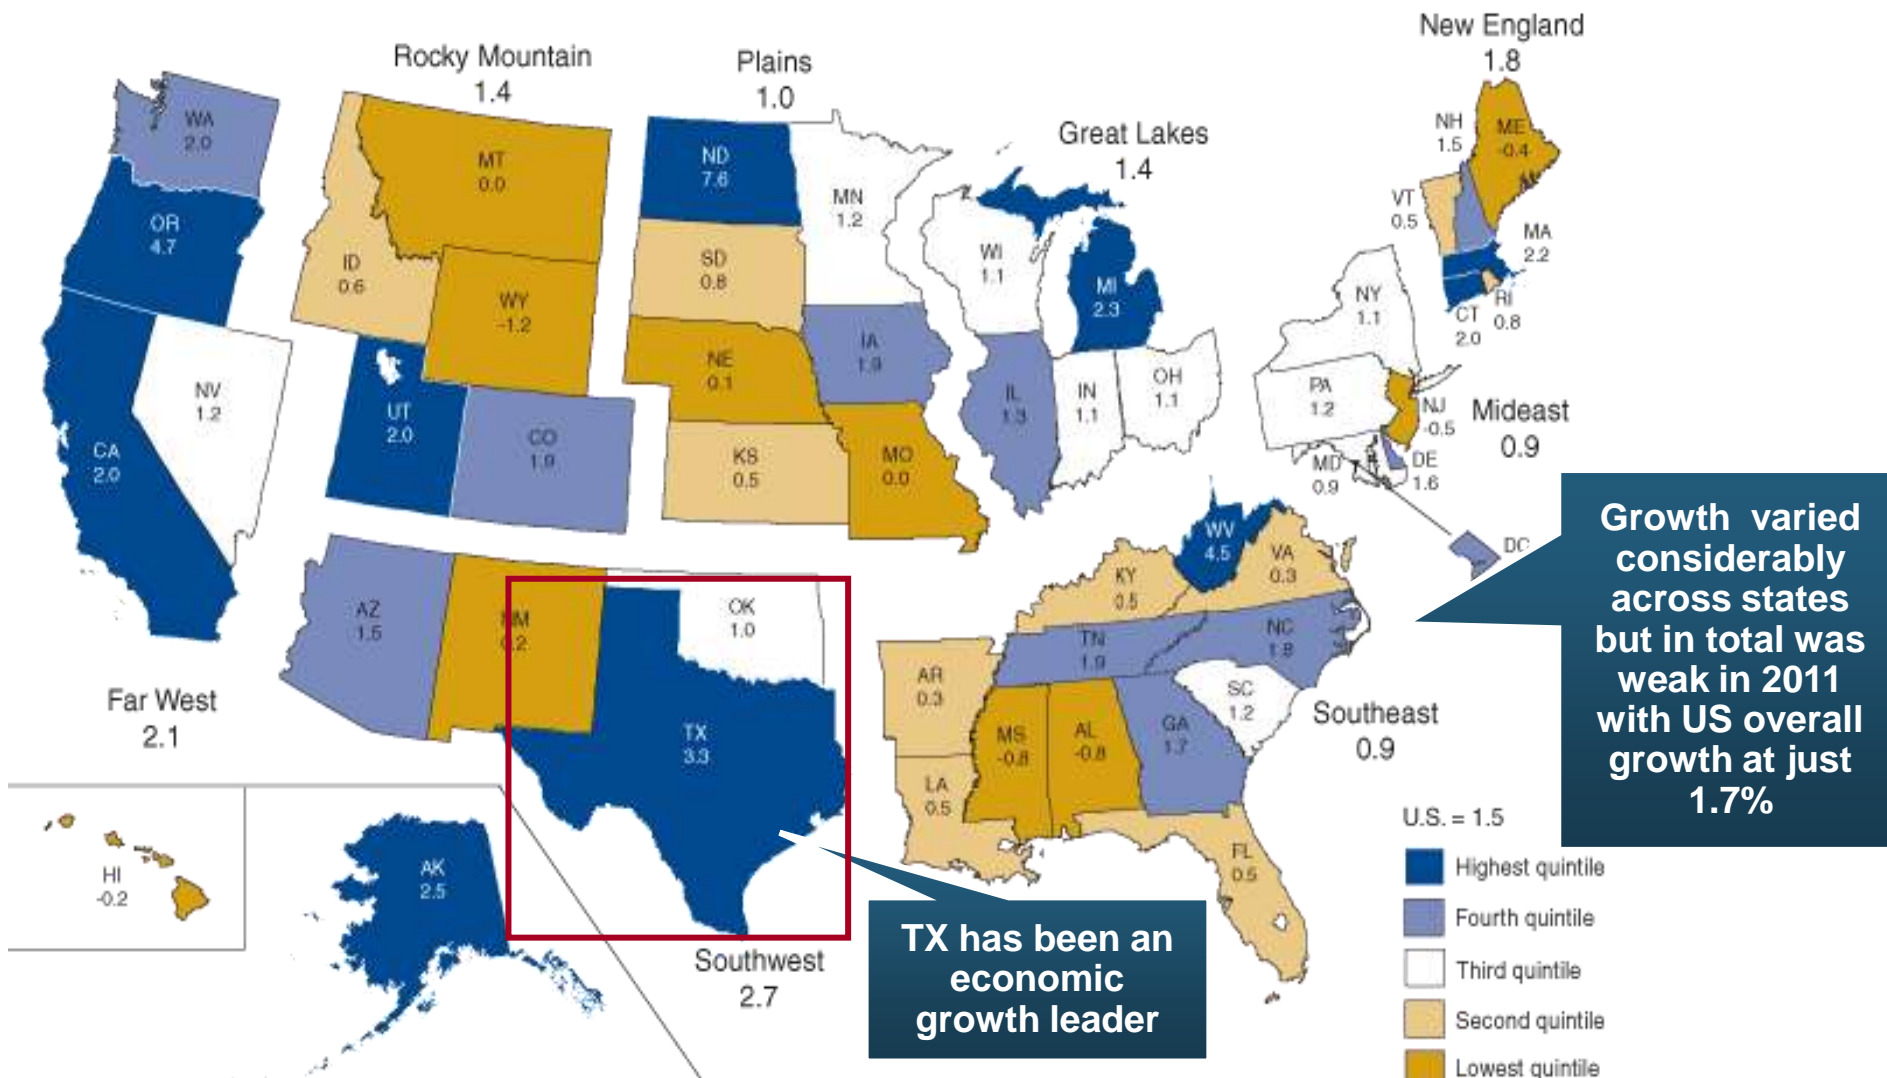 New England
1.8
Rocky Mountain
1.4
Plains
1.0
Great Lakes
1.4
WA
2.0
OR
4.7
CA
2.0
NV
1.2
Far West
2.1
MT
0.0
ID
0.6
WY
-1.2
UT
2.0
CO
1.9
ND
7.6
SD
0.8
NE
0.1
KS
0.5
MN
1.2
IA
1.9
MO
0.0
WI
1.1
MI
2.3
IL
1.3
IN
1.1
OH
1.1
NH
1.5
ME
-0.4
VT
0.5
MA
2.2
RI
0.8
CT
2.0
NY
1.1
PA
1.2
NJ
-0.5
Mideast
0.9
MD
0.9
DE
1.6
AZ
1.5
NM
OK
1.0
TX
3.3
Southwest
2.7
WV
4.5
VA
0.3
KY
0.5
TN
1.9
NC
1.8
AR
0.3
LA
0.5
MS
-0.8
AL
-0.8
GA
1.7
SC
1.2
FL
0.5
Southeast
0.9
HI
-0.2
AK
2.5
Growth varied
considerably
across states
but in total was
weak in 2011
with US overall
growth at just
1.7%
TX has been an
economic
growth leader
U.S. = 1.5
Highest quintile
Fourth quintile
Third quintile
Second quintile
Lowest quintile